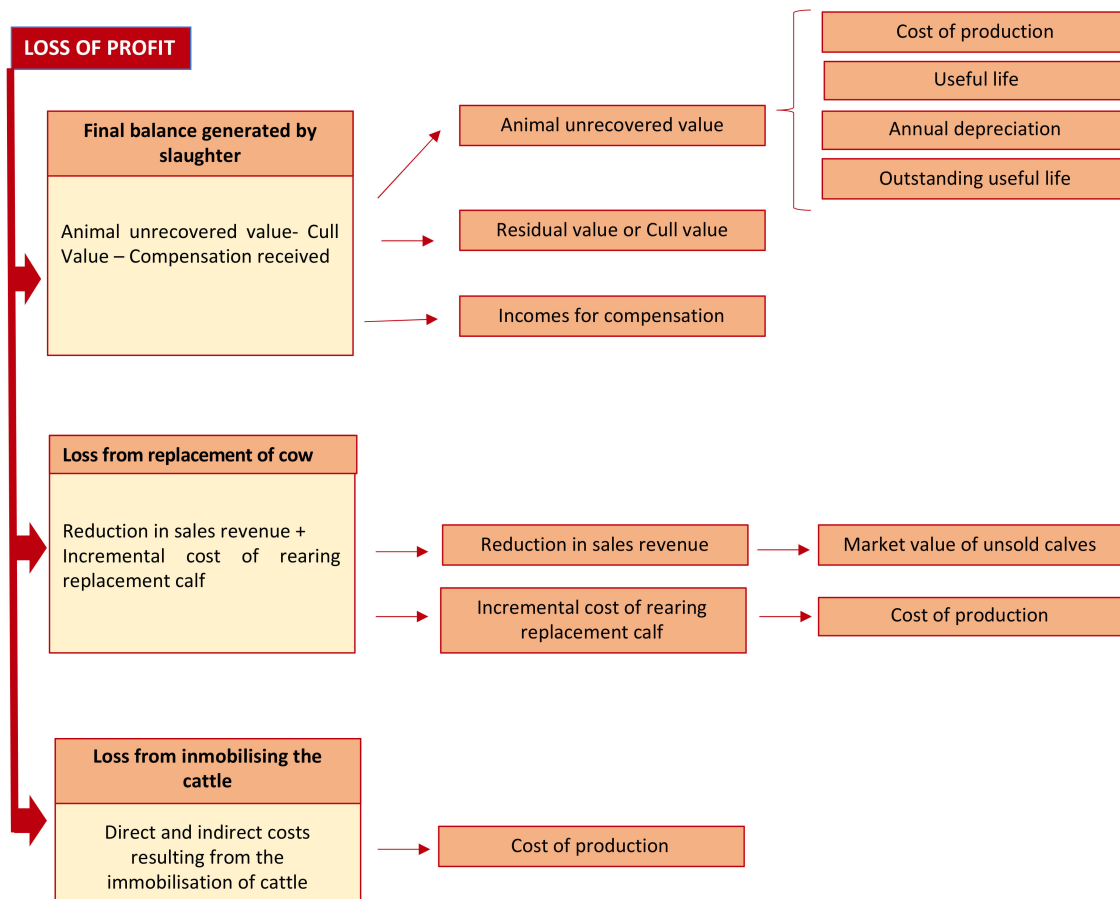 LOSS OF PROFIT
Final balance generated by
slaughter
Animal unrecovered value- Cull
Value – Compensation received
Animal unrecovered value
Residual value or Cull value
Incomes for compensation
Cost of production
Useful life
Annual depreciation
Outstanding useful life
Loss from replacement of cow
Reduction in sales revenue +
Incremental cost of rearing
replacement calf
Reduction in sales revenue
Market value of unsold calves
Incremental cost of rearing
replacement calf
Cost of production
Loss from inmobilising the
cattle
Direct and indirect costs
resulting from the
immobilisation of cattle
Cost of production